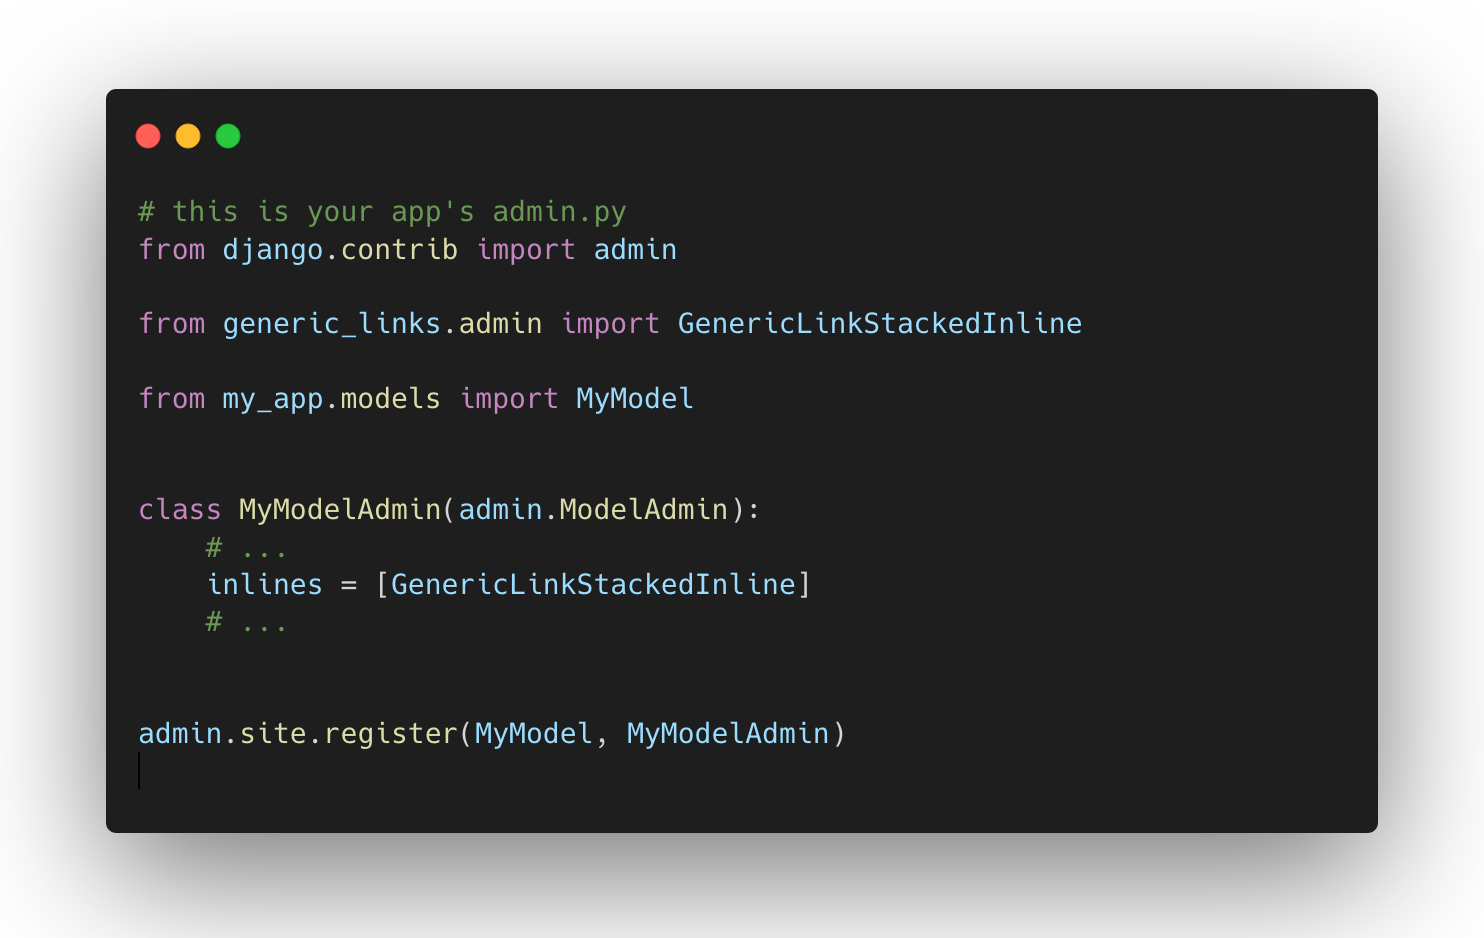 # this is your app's admin.py
from django.contrib import admin

from generic_links.admin import GenericLinkStackedInline

from my_app.models import MyModel


class MyModelAdmin(admin.ModelAdmin):
    # ...
    inlines = [GenericLinkStackedInline]
    # ...


admin.site.register(MyModel, MyModelAdmin)